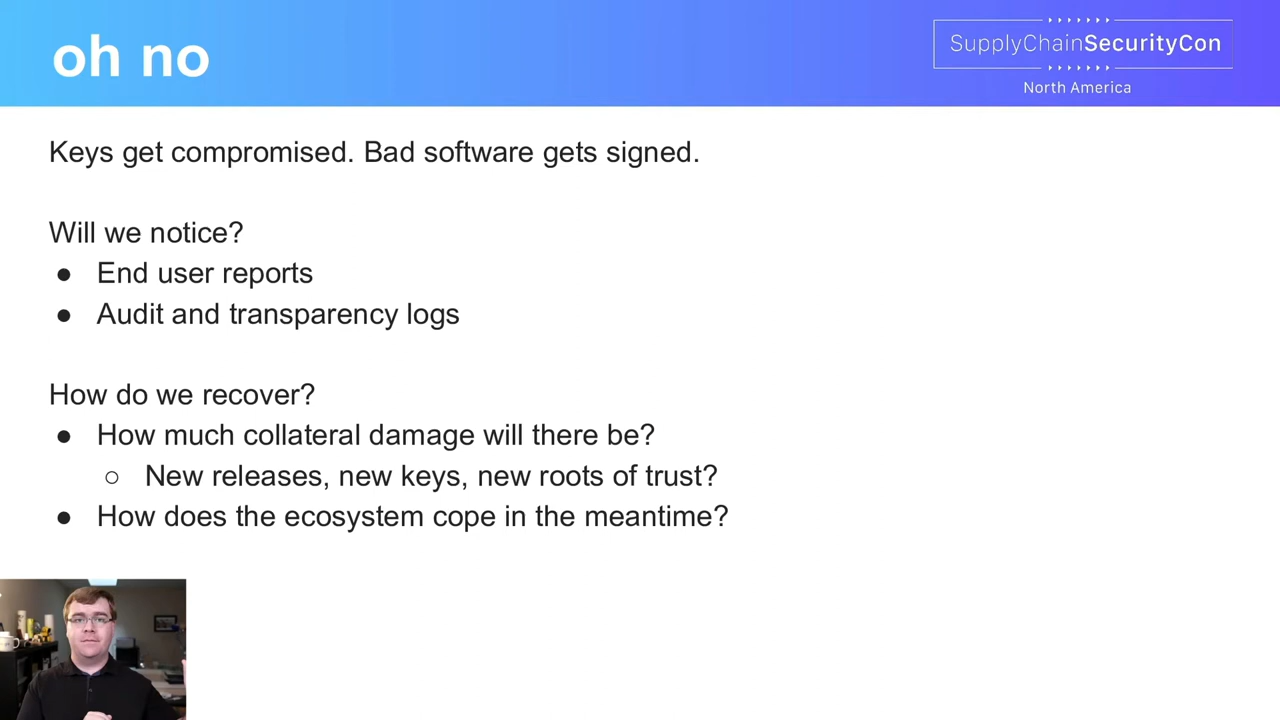 oh no
SupplyChainSecurityCon
North America
Keys get compromised. Bad software gets signed.
Will we notice?
● End user reports
● Audit and transparency logs
How do we recover?
● How much collateral damage will there be?
○ New releases, new keys, new roots of trust?
● How does the ecosystem cope in the meantime?